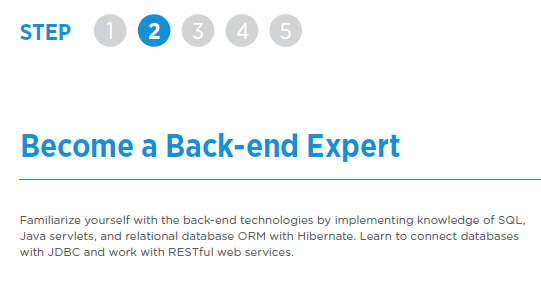 STEP 1 2 3 4 5
Become a Back-end Expert
Familiarize yourself with the back-end technologies by implementing knowledge of SQL,
Java servlets, and relational database ORM with Hibernate. Learn to connect databases
with JDBC and work with RESTful web services.